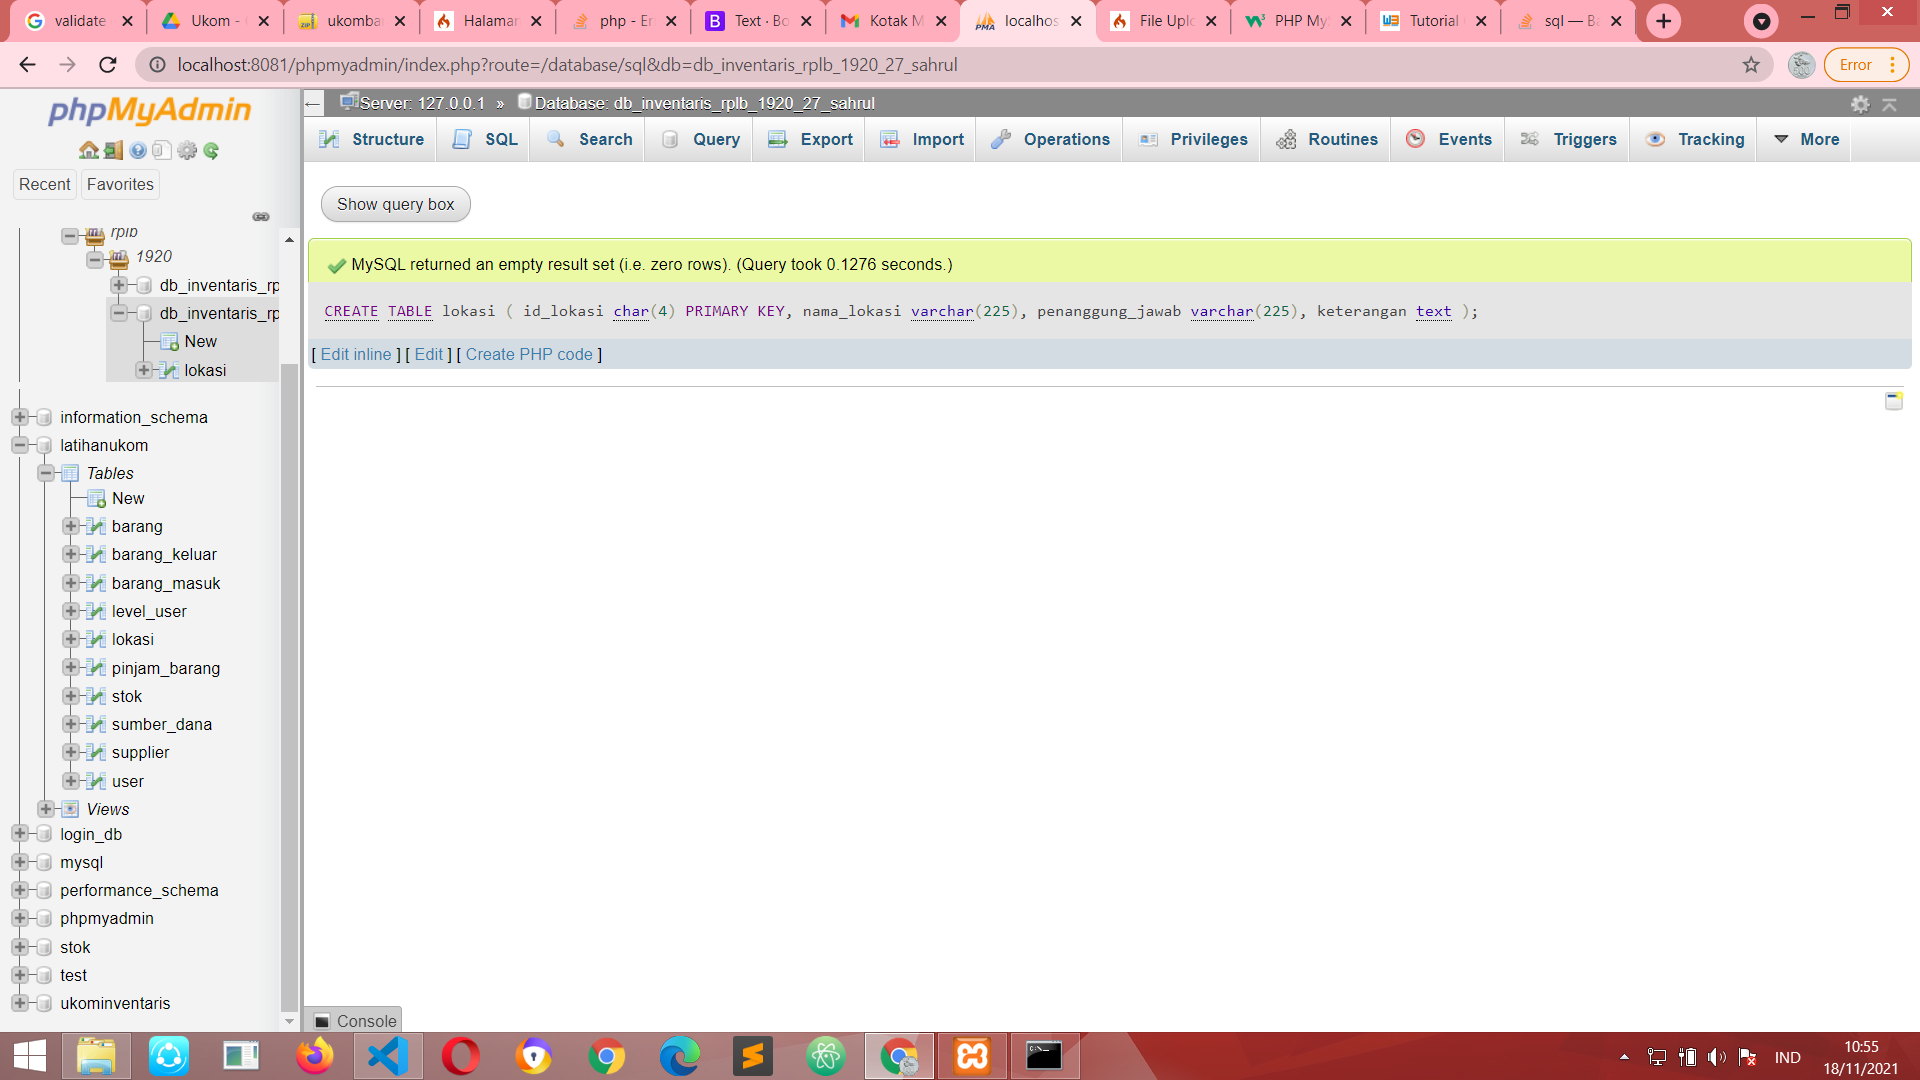 validate
Ukom -
ukomba
Halamar
php - Er
Text · Bo
Kotak M
localhos
File Uplo
PHP My
Tutorial
sql — Ba
localhost:8081/phpmyadmin/index.php?route=/database/sql&db=db_inventaris_rplb_1920_27_sahrul
Error
phpMyAdmin
Recent
Favorites
rplb
1920
db_inventaris_rp
db_inventaris_rp
New
lokasi
information_schema
latihanukom
Tables
New
barang
barang_keluar
barang_masuk
level_user
lokasi
pinjam_barang
stok
sumber_dana
supplier
user
Views
login_db
mysql
performance_schema
phpmyadmin
stok
test
ukominventaris
Server: 127.0.0.1 » Database: db_inventaris_rplb_1920_27_sahrul
Structure
SQL
Search
Query
Export
Import
Operations
Privileges
Routines
Events
Triggers
Tracking
More
Show query box
MySQL returned an empty result set (i.e. zero rows). (Query took 0.1276 seconds.)
CREATE TABLE lokasi ( id_lokasi char(4) PRIMARY KEY, nama_lokasi varchar(225), penanggung_jawab varchar(225), keterangan text );
[ Edit inline ] [ Edit ] [ Create PHP code ]
Console
IND
10:55
18/11/2021